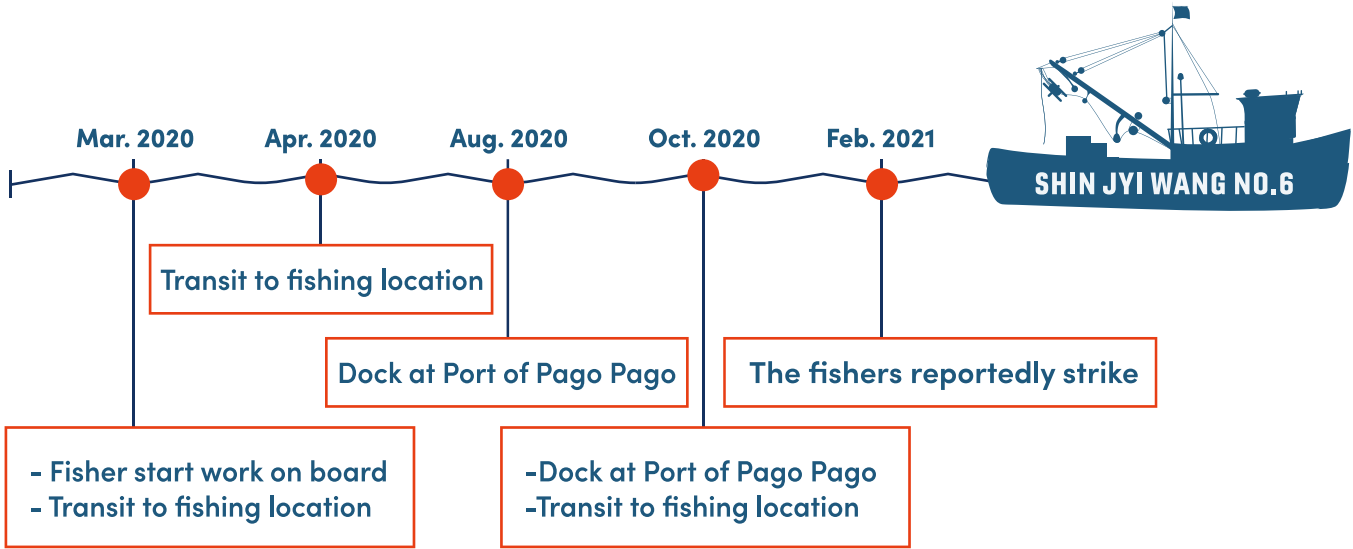 Mar. 2020
Apr. 2020
Aug. 2020
Oct. 2020
Feb. 2021
SHIN JYI WANG NO.6
Transit to fishing location
Dock at Port of Pago Pago
The fishers reportedly strike
- Fisher start work on board
- Transit to fishing location
-Dock at Port of Pago Pago
-Transit to fishing location